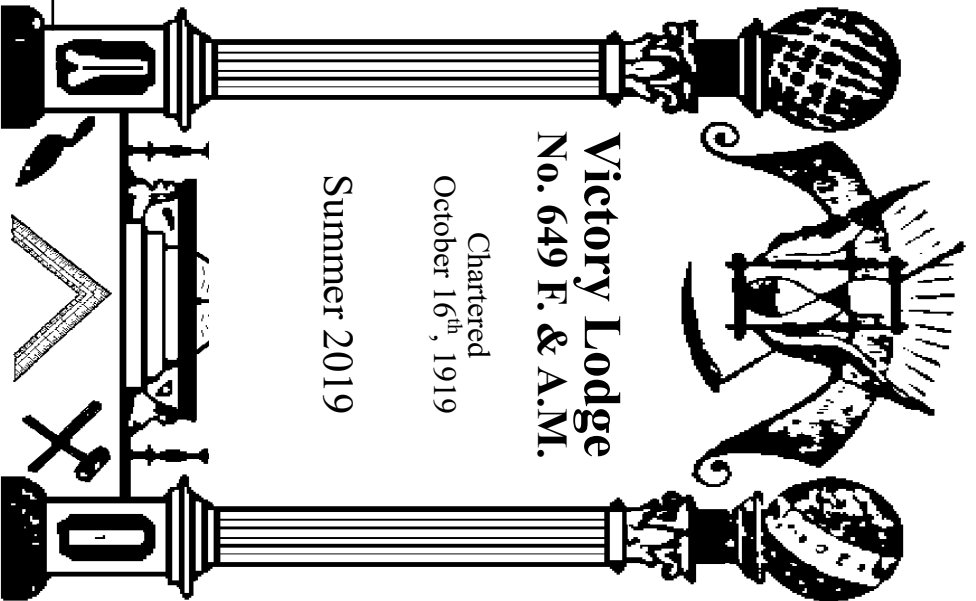 Victory Lodge
No. 649 F. & A.M.
Chartered
October 16th, 1919
Summer 2019